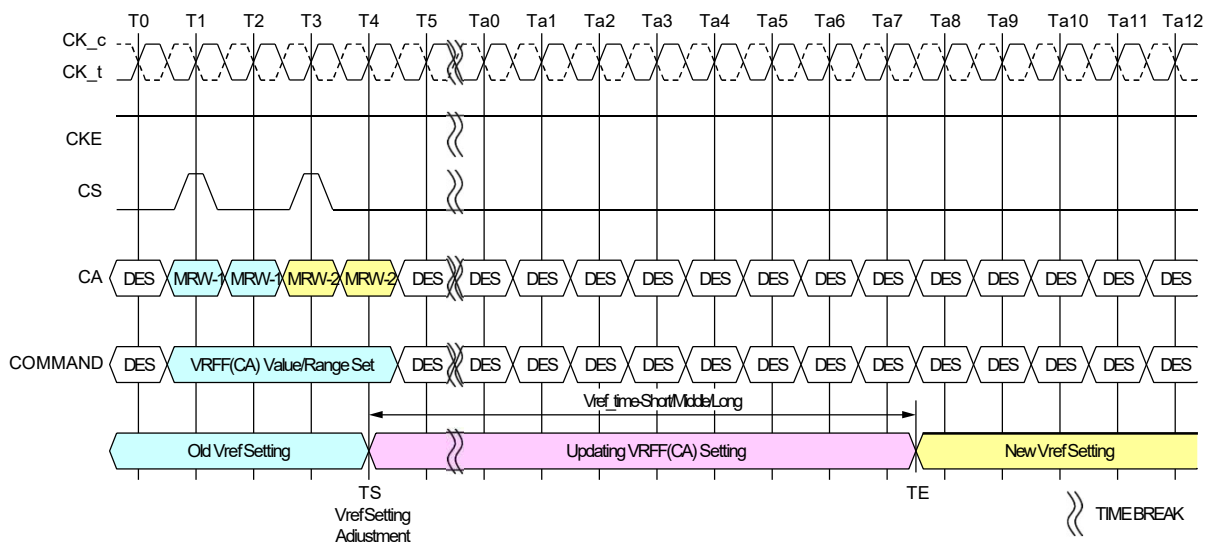 T0 T1 T2 T3 T4 T5 Ta0 Ta1 Ta2 Ta3 Ta4 Ta5 Ta6 Ta7 Ta8 Ta9 Ta10 Ta11 Ta12
CK_c
CK_t
CKE
CS
CA DES MRW-1 MRW-1 MRW-2 MRW-2 DES DES DES DES DES DES DES DES DES DES DES DES DES DES
COMMAND DES VRFF(CA) Value/Range Set DES DES DES DES DES DES DES DES DES DES DES DES DES DES
Vref_time-Short/Middle/Long
Old Vref Setting Updating VRFF(CA) Setting New Vref Setting
TS TE
Vref Setting
Adiustment
TIME BREAK